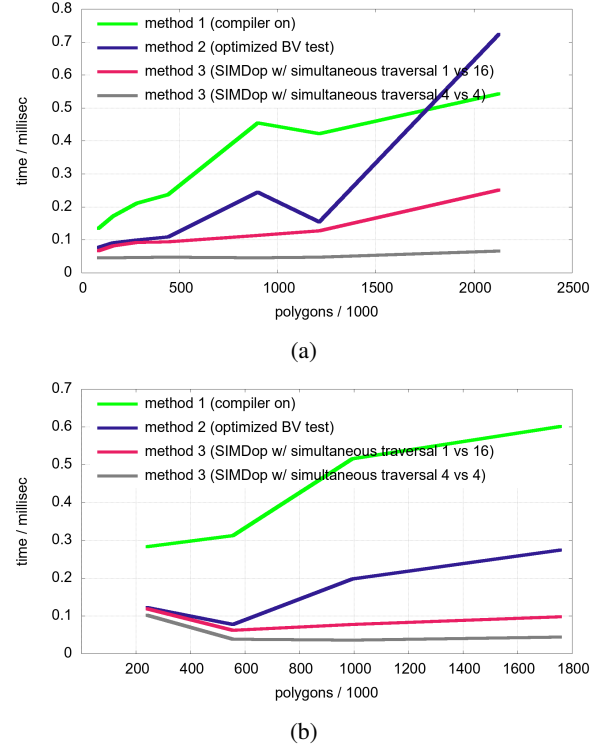 0.8
0.7
0.6
0.5
0.4
0.3
0.2
0.1
0
time / millisec
method 1 (compiler on)
method 2 (optimized BV test)
method 3 (SIMDop w/ simultaneous traversal 1 vs 16)
method 3 (SIMDop w/ simultaneous traversal 4 vs 4)
0 500 1000 1500 2000 2500
polygons / 1000
(a)
0.7
0.6
0.5
0.4
0.3
0.2
0.1
0
time / millisec
method 1 (compiler on)
method 2 (optimized BV test)
method 3 (SIMDop w/ simultaneous traversal 1 vs 16)
method 3 (SIMDop w/ simultaneous traversal 4 vs 4)
200 400 600 800 1000 1200 1400 1600 1800
polygons / 1000
(b)